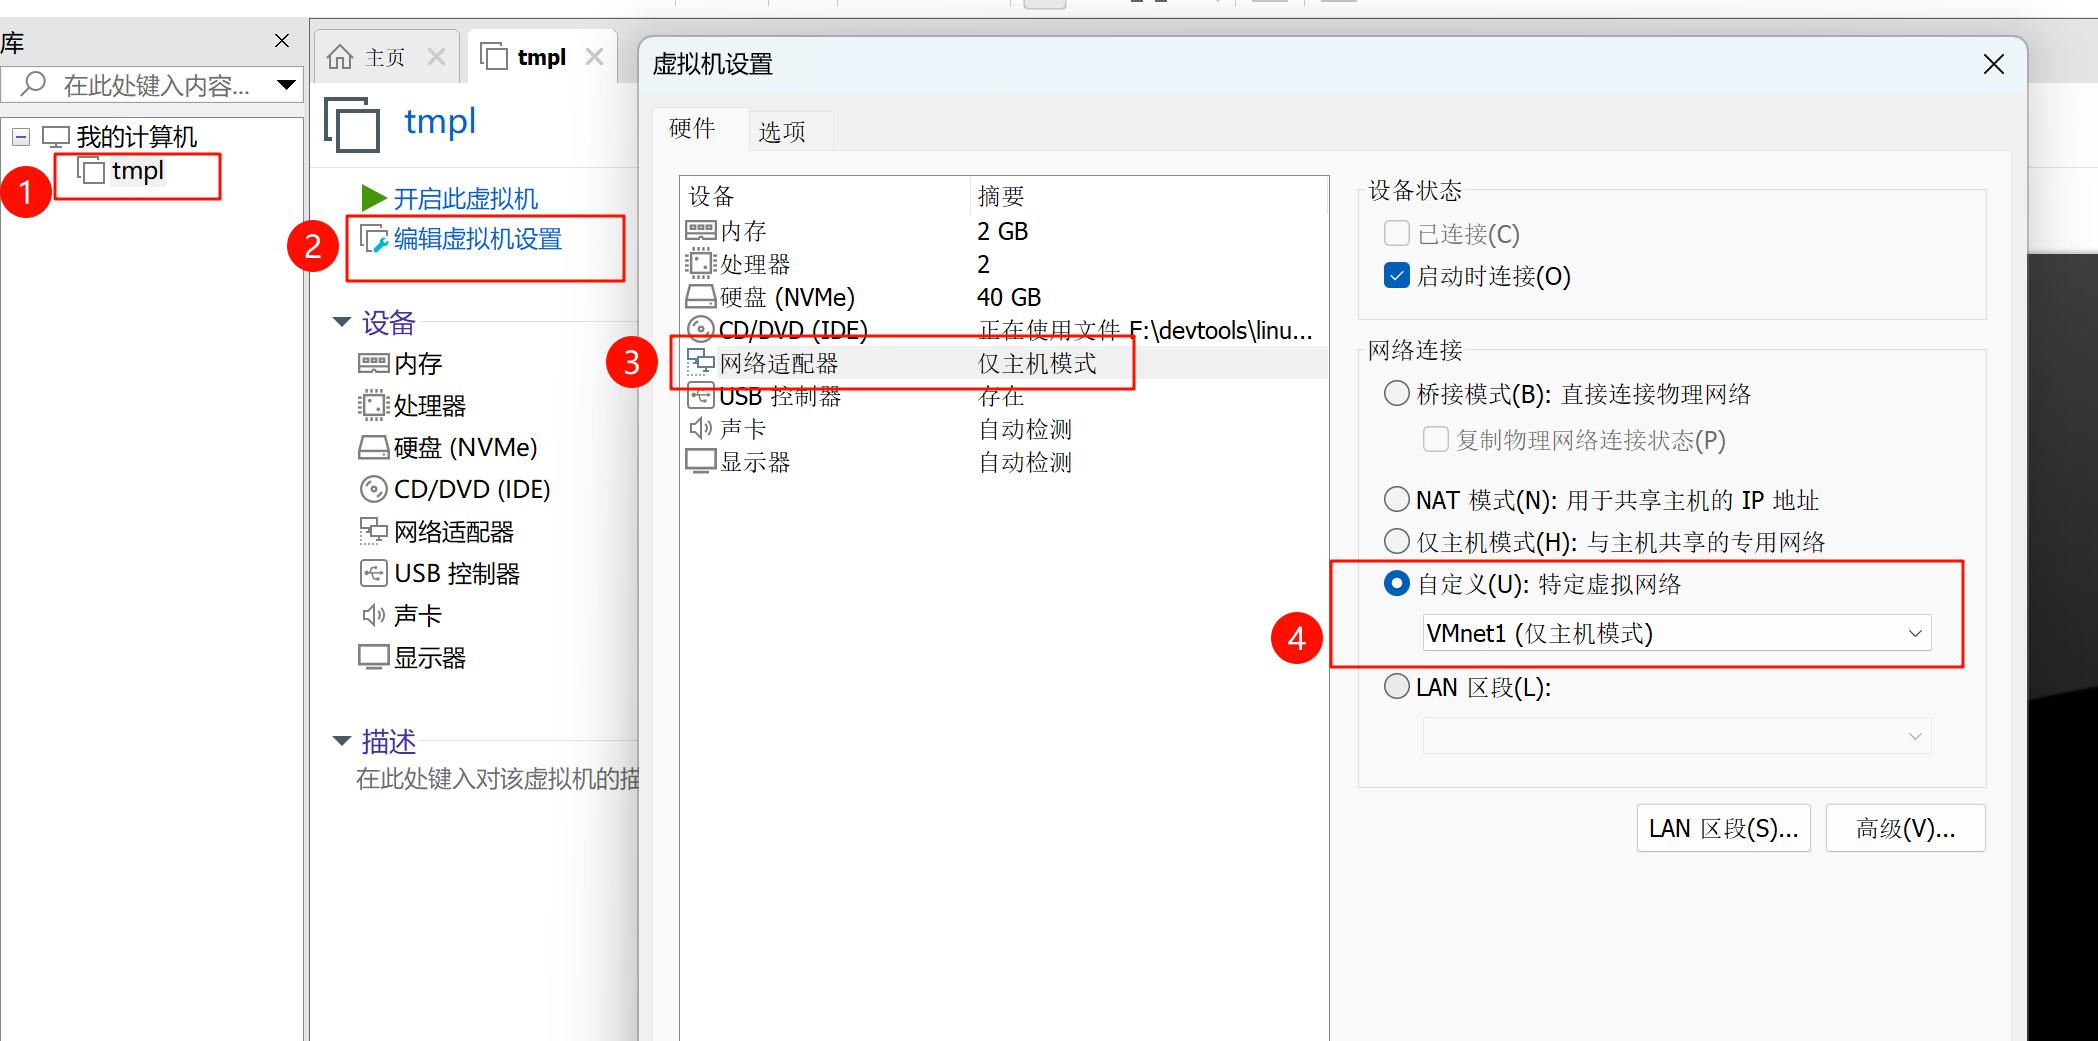 库
在此处键入内容...
我的计算机
tmpl
1
主页
tmpl
tmpl
开启此虚拟机
2
编辑虚拟机设置
设备
内存
处理器
硬盘 (NVMe)
CD/DVD (IDE)
网络适配器
USB 控制器
声卡
显示器
描述
在此处键入对该虚拟机的描
虚拟机设置
硬件
选项
设备 摘要
内存 2 GB
处理器 2
硬盘 (NVMe) 40 GB
CD/DVD (IDE) 正在使用文件 F:\devtools\linu...
3
网络适配器 仅主机模式
USB 控制器 存在
声卡 自动检测
显示器 自动检测
设备状态
已连接(C)
启动时连接(O)
网络连接
桥接模式(B): 直接连接物理网络
复制物理网络连接状态(P)
NAT 模式(N): 用于共享主机的 IP 地址
仅主机模式(H): 与主机共享的专用网络
自定义(U): 特定虚拟网络
4
VMnet1 (仅主机模式)
LAN 区段(L):
LAN 区段(S)...
高级(V)...